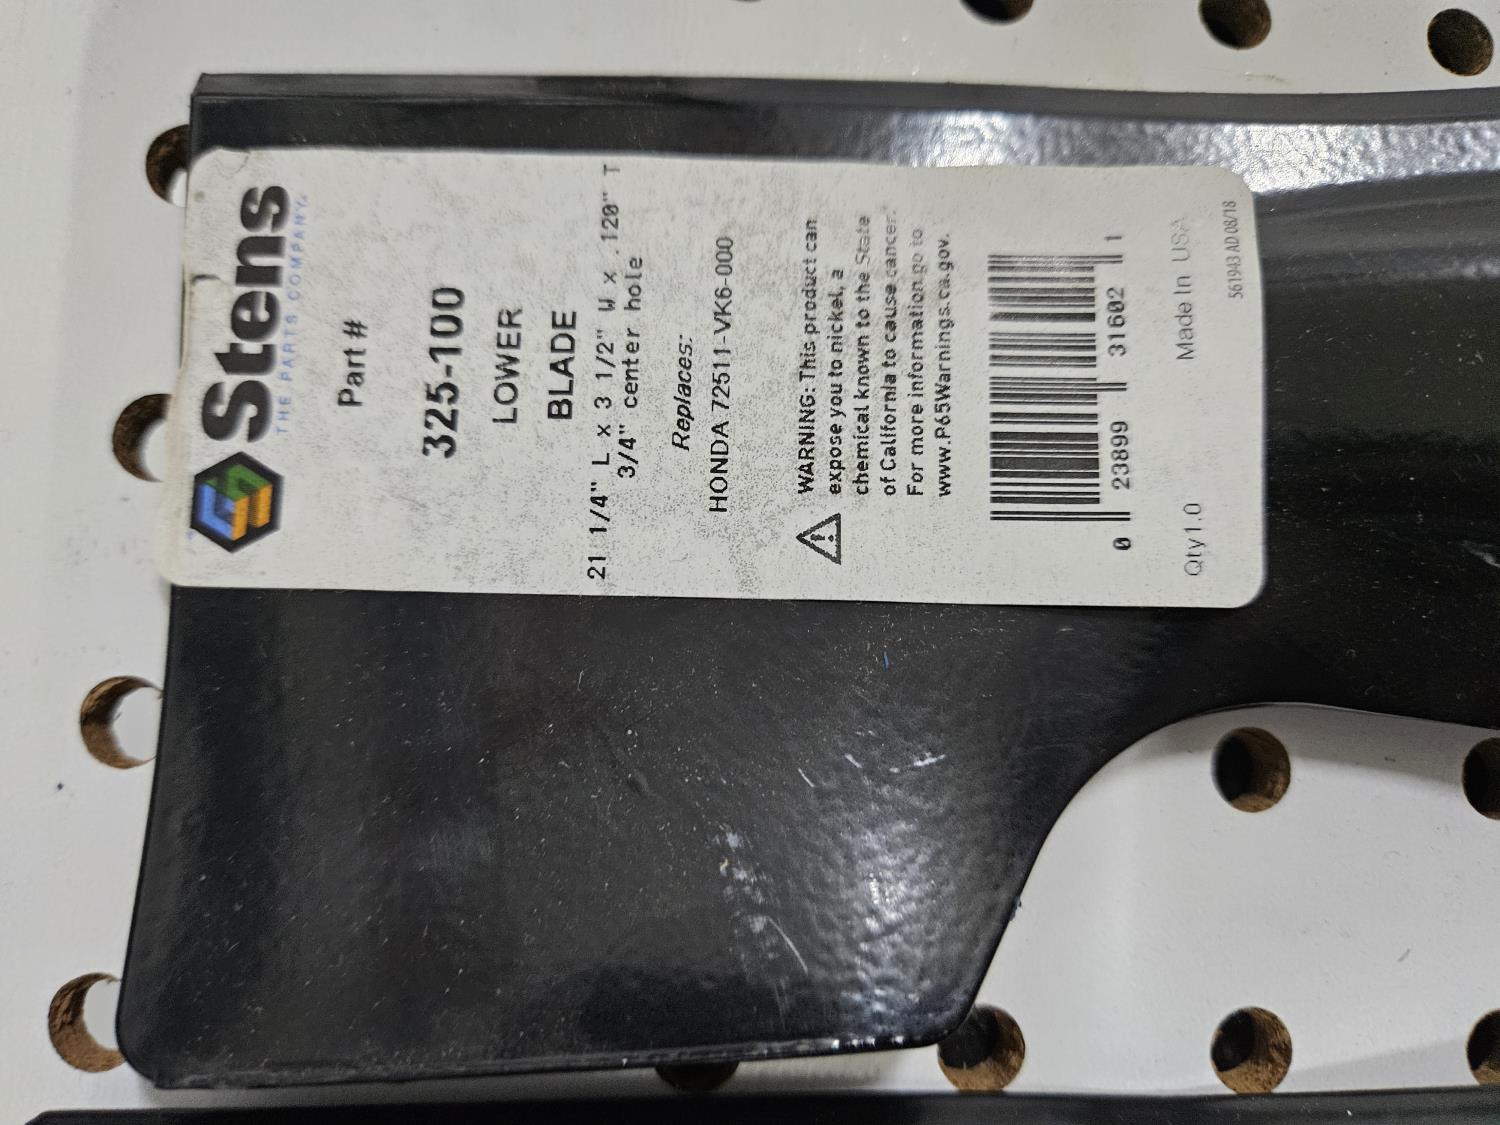 Stens
THE PARTS COMPANY.
Part #
325-100
LOWER
BLADE
21 1/4" L x 3 1/2" W x .120" T
3/4" center hole
Replaces:
HONDA 72511-VK6-000
WARNING: This product can
expose you to nickel, a
chemical known to the State
of California to cause cancer.
For more information go to
www.P65Warnings.ca.gov.
0 23899 31602 1
Qty1.0 Made In USA
561943 AD 08/18